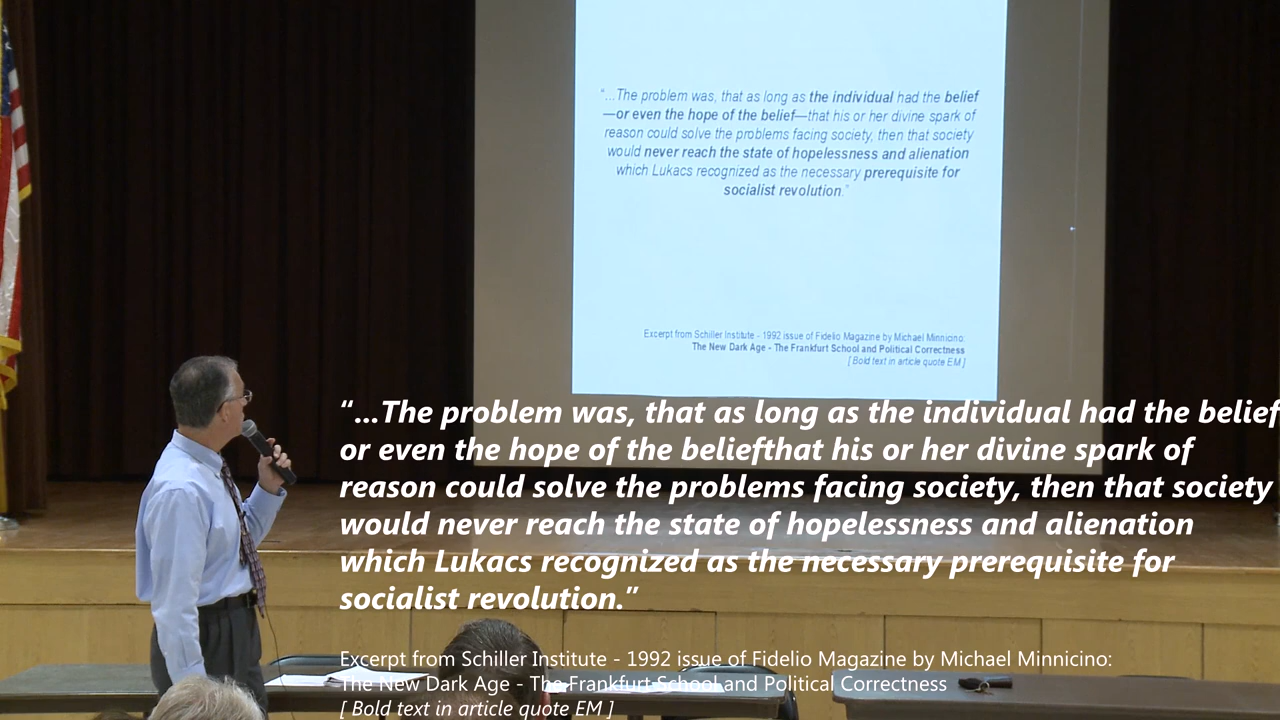 “...The problem was, that as long as the individual had the belief
—or even the hope of the belief—that his or her divine spark of
reason could solve the problems facing society, then that society
would never reach the state of hopelessness and alienation
which Lukacs recognized as the necessary prerequisite for
socialist revolution.”
Excerpt from Schiller Institute - 1992 issue of Fidelio Magazine by Michael Minnicino:
The New Dark Age - The Frankfurt School and Political Correctness
[ Bold text in article quote EM ]
“...The problem was, that as long as the individual had the belief
or even the hope of the beliefthat his or her divine spark of
reason could solve the problems facing society, then that society
would never reach the state of hopelessness and alienation
which Lukacs recognized as the necessary prerequisite for
socialist revolution.”
Excerpt from Schiller Institute - 1992 issue of Fidelio Magazine by Michael Minnicino:
The New Dark Age - The Frankfurt School and Political Correctness
[ Bold text in article quote EM ]